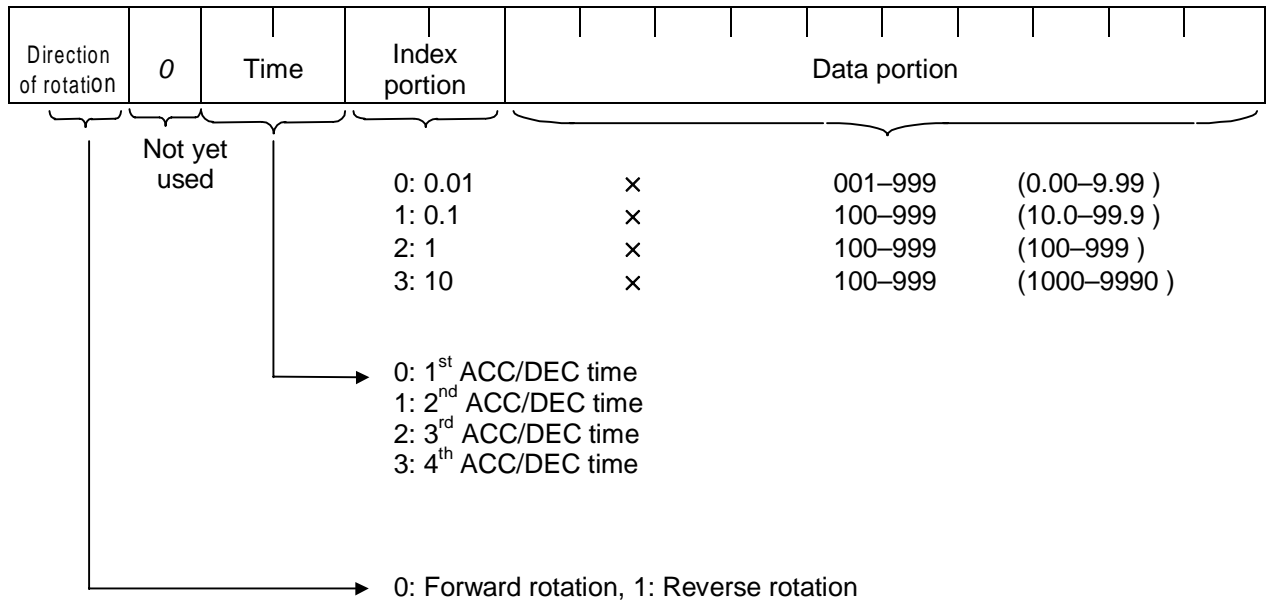 Direction of rotation
0
Time
Index portion
Data portion
Not yet used
0: 0.01 × 001–999 (0.00–9.99 )
1: 0.1 × 100–999 (10.0–99.9 )
2: 1 × 100–999 (100–999 )
3: 10 × 100–999 (1000–9990 )
0: 1st ACC/DEC time
1: 2nd ACC/DEC time
2: 3rd ACC/DEC time
3: 4th ACC/DEC time
0: Forward rotation, 1: Reverse rotation